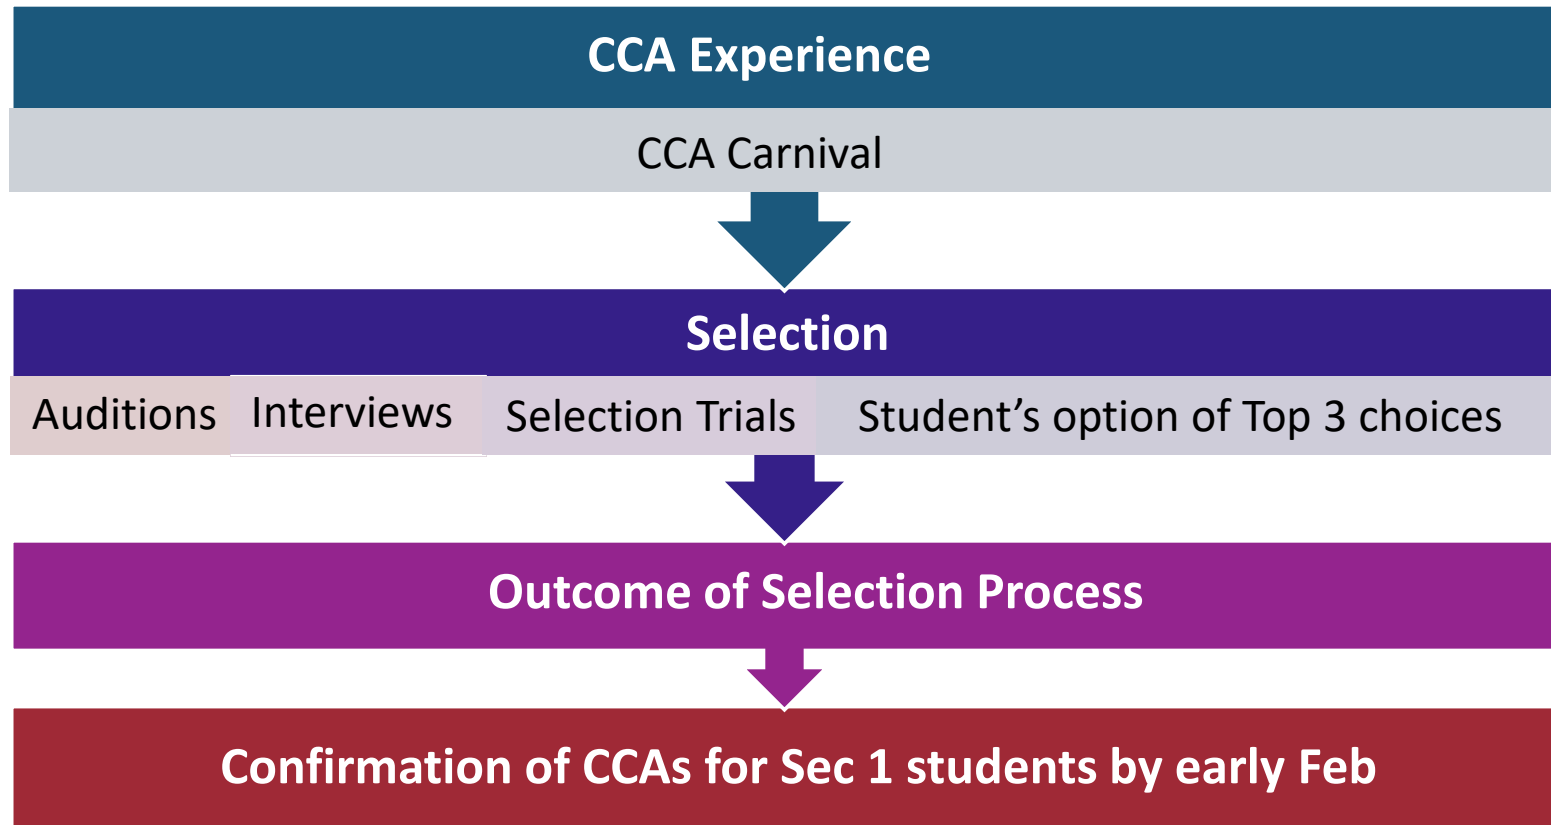 CCA Experience
CCA Carnival
Selection
Auditions Interviews Selection Trials Student’s option of Top 3 choices
Outcome of Selection Process
Confirmation of CCAs for Sec 1 students by early Feb